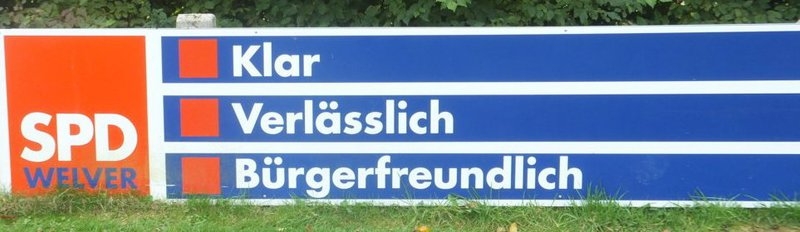 SPD
WELVER
Klar
Verlässlich
Bürgerfreundlich